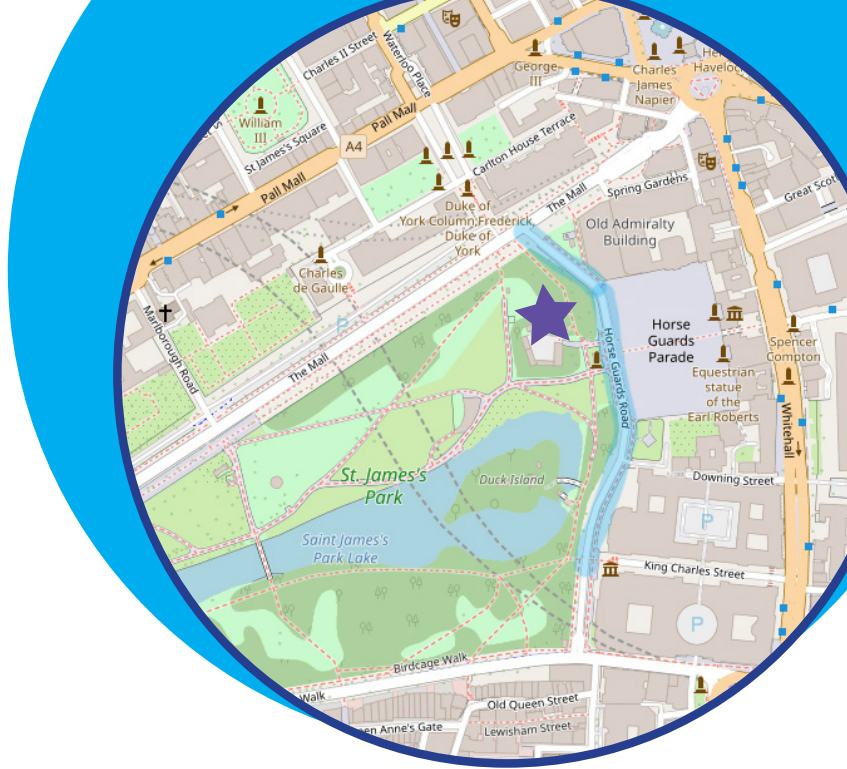 Charles II Street
Waterloo Place
George
III
Charles
James
Napier
Havelock
William
III
St James's Square
Pall Mall
A4
Pall Mall
Carlton House Terrace
The Mall
Spring Gardens
Great Scot
Duke of
York Column;Frederick
Duke of
York
Old Admiralty
Building
Charles
de Gaulle
P
Marlborough Road
The Mall
Horse
Guards
Parade
Horse Guards Road
Spencer
Compton
Equestrian
statue
of the
Earl Roberts
Whitehall
St. James's
Park
Duck Island
Downing Street
P
Saint James's
Park Lake
King Charles Street
P
Birdcage Walk
Walk
Old Queen Street
en Anne's Gate
Lewisham Street